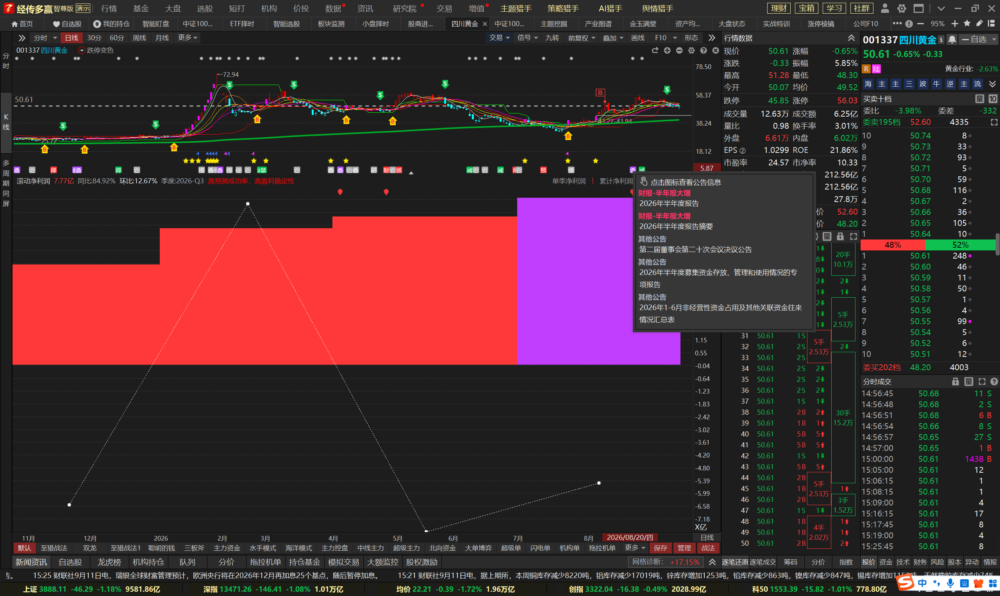 经传多赢 智尊版 演示 行情 基金 大盘 选股 短打 机构 价投 数据 资讯 研究院 交易 增值 主题猎手 策略猎手 AI猎手 舆情猎手 理财 宝箱 学习 社群
首页 自选股 我的持仓 智能盯盘 中证100... ETF择时 智能选股 板块监测 小盘择时 股商进... 四川黄金 中证100... 主题挖掘 产业图谱 金玉满堂 资产均... 大盘状态 实战特训 涨停棱镜 公司F10 95%
分时 日线 30分 60分 周线 月线 更多 交易 信号 九转 前复权 叠加 画线 F10 形态
分时
K线
多周期同屏
001337 四川黄金 跌停变色
72.94
50.61
25.72
43.27-43.94
自
78.50
58.37
38.24
18.12
5.87
滚动净利润 7.77亿 同比:84.92% 环比:12.67% 季度:2026-Q3 高预测成功率，高盈利稳定性
单季净利润 | 累计净利润
点击图标查看公告信息
财报-半年报大增
2026年半年度报告
财报-半年报大增
2026年半年度报告摘要
其他公告
第二届董事会第二十次会议决议公告
其他公告
2026年半年度募集资金存放、管理和使用情况的专
项报告
其他公告
2026年1-6月非经营性资金占用及其他关联资金往来
情况汇总表
1.15
0.55
-0.04
-0.64
-1.23
-1.83
-2.42
-3.02
-3.61
-4.20
-4.80
-5.39
-5.99
-6.58
-7.18
X亿
11月 12月 2026 2月 3月 4月 5月 6月 7月 8月 2026/08/20/四 日线
默认 至猎战法 双龙 至猎战法1 聪明的钱 三板斧 主力资金 水手模式 海洋模式 主力控盘 中线主力 超级主力 北向资金 大单博弈 超级单 闪电单 机构单 拖拉机单 更多 保存 管理 战法
新闻资讯 自选股 龙虎榜 机构持仓 队列 分价 拖拉机单 持仓基金 模拟交易 大额监控 股权激励 网格诊断: +17.15%
行情数据
现价 50.61 涨幅 -0.65%
涨跌 -0.33 振幅 5.85%
最高 51.28 最低 48.30
今开 50.07 均价 49.52
跌停 45.85 涨停 56.03
成交量 12.63万 成交额 6.25亿
量比 0.98 换手率 3.01%
外盘 6.61万 内盘 6.02万
EPS ② 1.0299 ROE 21.86%
市盈率 24.57 市净率 10.33
212.56亿
212.56亿
27.8万
价 52.60
价 48.20
31 50.61 1 S
32 50.61 2 S
33 50.61 2 S
34 50.61 2 S 2
35 50.61 2 S 2
36 50.61 2 S 2
37 50.61 1 S 1
38 50.61 2 B 2
39 50.61 1 B 1
40 50.61 5 B 5
41 50.61 5 B 5
42 50.61 1 S 1
43 50.61 5 B 5
44 50.61 2 B
45 50.61 1 B
46 50.61 2 B
47 50.61 1 S 1
48 50.61 1 B
49 50.61 1 B
50 50.61 2 B
5手
2.53万
5手
2.53万
4手
2.02万
20手
10.1万
2
1
5手
2.53万
2
30手
15.2万
1
3手
1.52万
1
1
2
逐笔还原 逐笔成交 筹码 分价 指数
001337 四川黄金 自选
50.61 -0.65% -0.33
R 陆 黄金行业: -2.63%
海 主 主 三 波 牛 逆 主 流
买卖十档 量 10
委比 -3.98% 委差 -332
委卖195档 52.60 4335
10 50.74 8
9 50.73 33
8 50.72 93
7 50.71 5
6 50.70 59
5 50.68 116
4 50.67 2
3 50.66 36
2 50.65 105
1 50.64 10
48% 52%
1 50.61 248
2 50.60 46
3 50.59 11
4 50.58 50
5 50.57 1
6 50.56 4
7 50.55 99
8 50.54 5
9 50.52 6
10 50.51 12
委买202档 48.20 4003
分时成交 量
14:56:45 50.68 11 S
14:56:48 50.68 2 S
14:56:51 50.68 6 B
14:56:54 50.66 8 S
14:56:57 50.65 27 S
14:57:00 50.65 1 B
15:00:00 50.61 1438 B
15:05:00 50.61 12
15:06:15 50.61 1
15:08:15 50.61 1
15:09:00 50.61 4
15:16:15 50.61 17
15:17:45 50.61 8
15:19:00 50.61 4
15:25:45 50.61 8
报价 资金 技术 财务 风险 股本 异动 情报
15:25 财联社9月11日电，瑞银全球财富管理预计，欧洲央行将在2026年12月再加息25个基点，随后暂停加息。 15:21 财联社9月11日电，据上期所，本周铜库存减少8220吨，铝库存减少17019吨，锌库存增加1253吨，铅库存减少863吨，镍库存减少847吨，锡库存增加
上证 3888.11 -46.29 -1.18% 9581.86亿 深指 13471.26 -146.41 -1.08% 1.01万亿 均价 22.21 -0.39 -1.72% 1.96万亿 创指 3322.04 -16.38 -0.49% 2028.99亿 科50 1553.39 -15.82 -1.01% 778.80亿
中